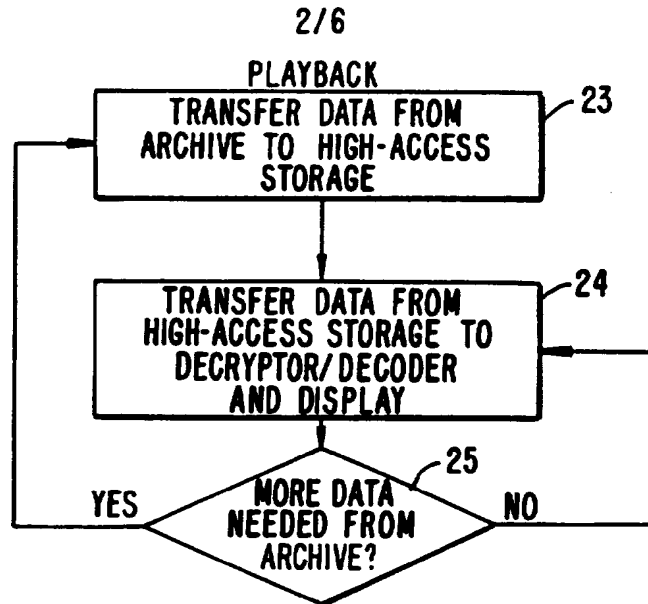 2/6
PLAYBACK
TRANSFER DATA FROM
ARCHIVE TO HIGH-ACCESS
STORAGE
23
TRANSFER DATA FROM
HIGH-ACCESS STORAGE TO
DECRYPTOR/DECODER
AND DISPLAY
24
MORE DATA
NEEDED FROM
ARCHIVE?
25
YES
NO